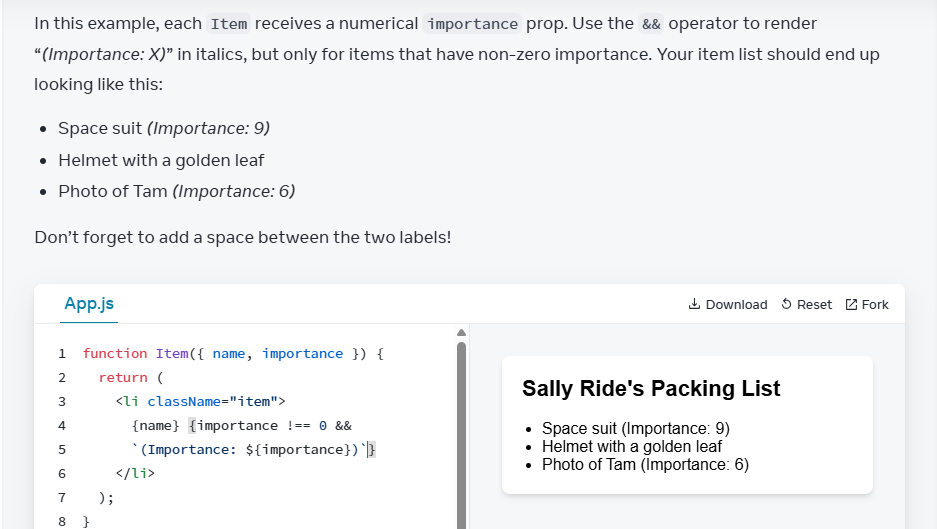 In this example, each Item receives a numerical importance prop. Use the && operator to render
“(Importance: X)” in italics, but only for items that have non-zero importance. Your item list should end up
looking like this:
• Space suit (Importance: 9)
• Helmet with a golden leaf
• Photo of Tam (Importance: 6)
Don’t forget to add a space between the two labels!
App.js
Download Reset Fork
1 function Item({ name, importance }) {
2 return (
3 <li className="item">
4 {name} {importance !== 0 &&
5 `(Importance: ${importance})`}
6 </li>
7 );
8 }
Sally Ride's Packing List
• Space suit (Importance: 9)
• Helmet with a golden leaf
• Photo of Tam (Importance: 6)